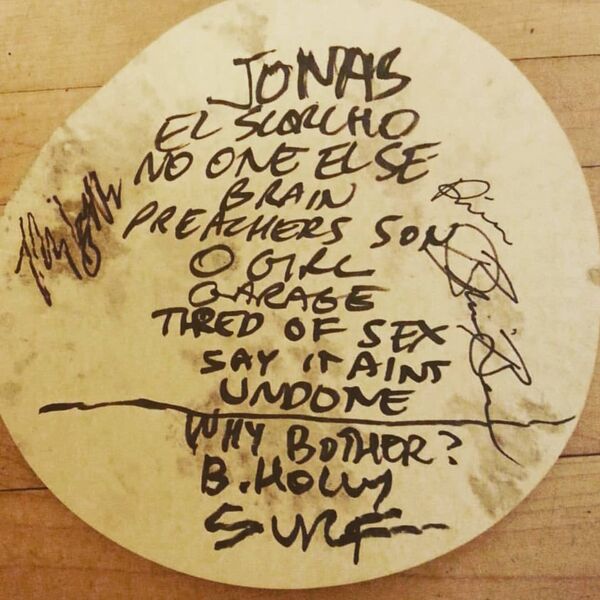 JONAS
EL SCORCHO
NO ONE ELSE
BRAIN
PREACHERS SON
O GIRL
GARAGE
TIRED OF SEX
SAY IT AINT
UNDONE
WHY BOTHER?
B. HOLLY
SURF